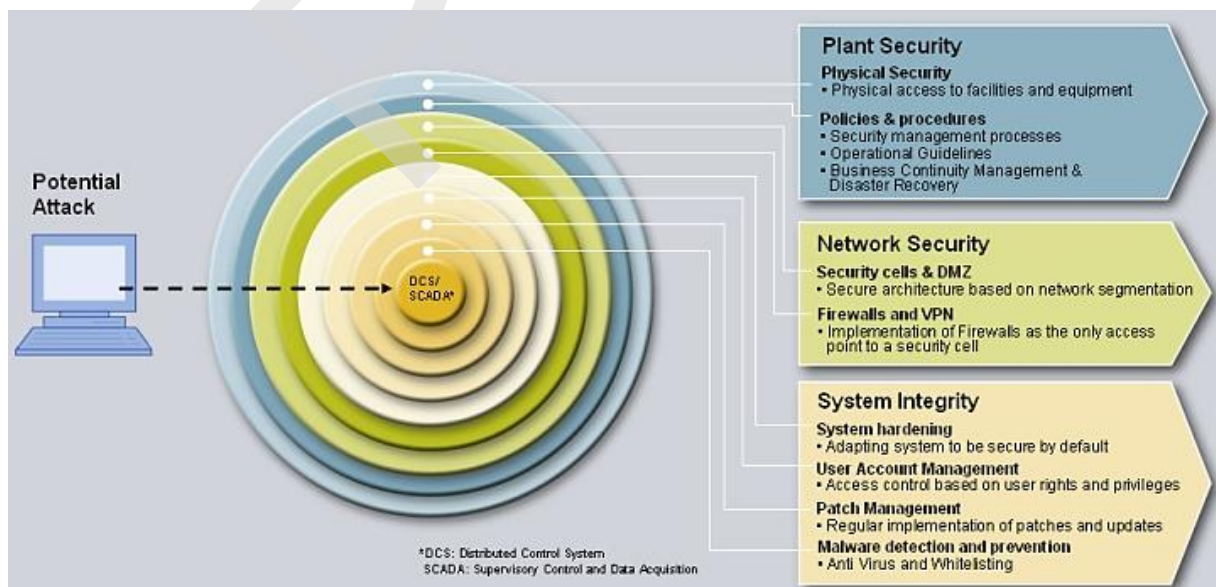 Potential
Attack
DCS/
SCADA*
*DCS: Distributed Control System
SCADA: Supervisory Control and Data Acquisition
Plant Security
Physical Security
• Physical access to facilities and equipment
Policies & procedures
• Security management processes
• Operational Guidelines
• Business Continuity Management &
Disaster Recovery
Network Security
Security cells & DMZ
• Secure architecture based on network segmentation
Firewalls and VPN
• Implementation of Firewalls as the only access
point to a security cell
System Integrity
System hardening
• Adapting system to be secure by default
User Account Management
• Access control based on user rights and privileges
Patch Management
• Regular implementation of patches and updates
Malware detection and prevention
• Anti Virus and Whitelisting